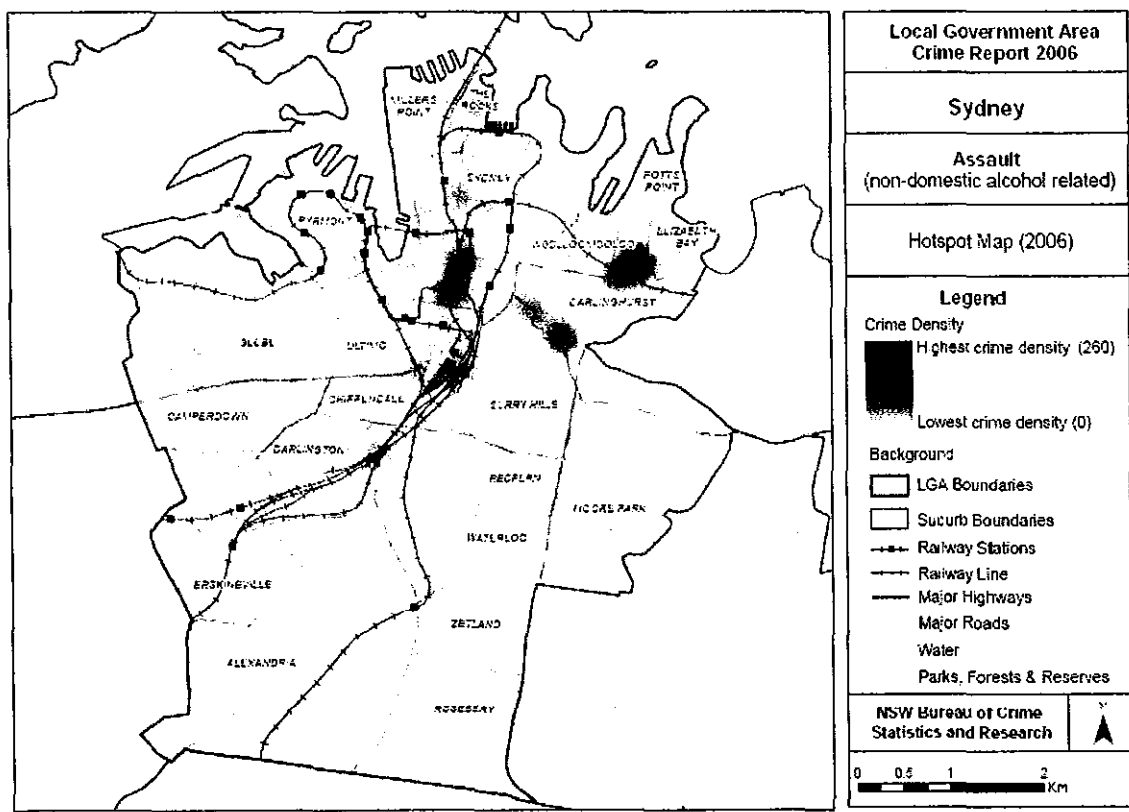 MILLERS
POINT
THE
ROCKS
SYDNEY
POTTS
POINT
PYRMONT
WOOLLOOMOOLOO
ELIZABETH
BAY
DARLINGHURST
GLEBE
ULTIMO
CAMPERDOWN
CHIPPENDALE
SURRY HILLS
DARLINGTON
REDFERN
MOORE PARK
WATERLOO
ERSKINEVILLE
ZETLAND
ALEXANDRIA
ROSEBERY
Local Government Area
Crime Report 2006
Sydney
Assault
(non-domestic alcohol related)
Hotspot Map (2006)
Legend
Crime Density
Highest crime density (260)
Lowest crime density (0)
Background
LGA Boundaries
Suburb Boundaries
Railway Stations
Railway Line
Major Highways
Major Roads
Water
Parks, Forests & Reserves
NSW Bureau of Crime
Statistics and Research
N
0 0.5 1 2
Km